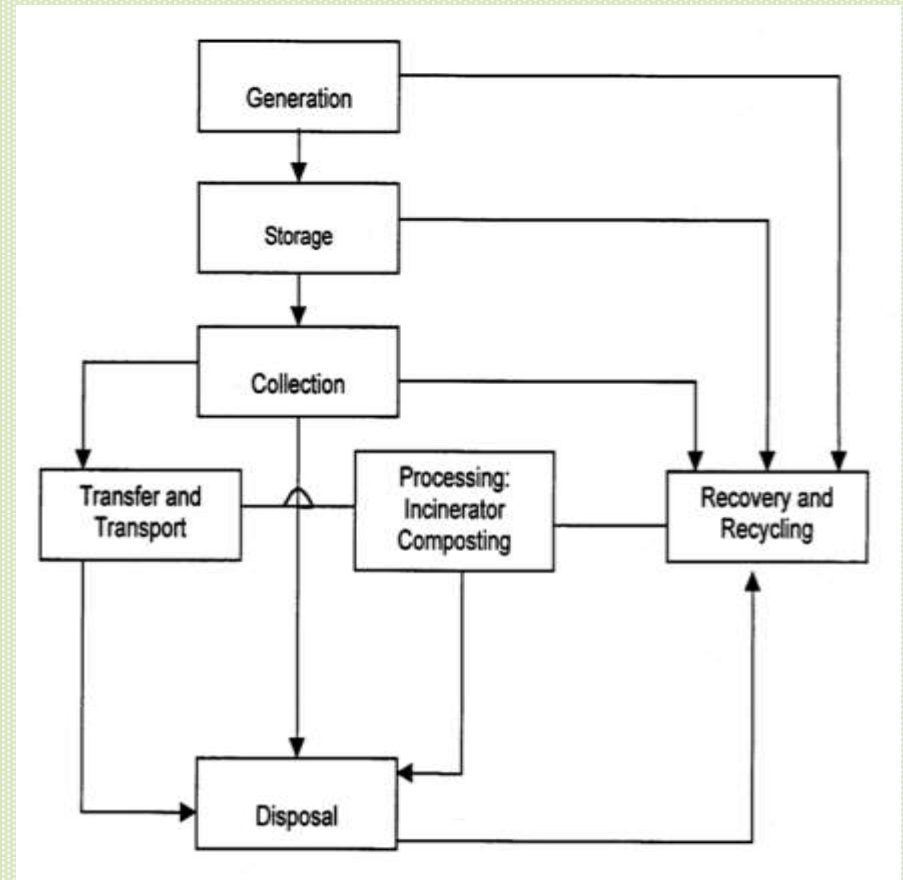 Generation
Storage
Collection
Transfer and
Transport
Processing:
Incinerator
Composting
Recovery and
Recycling
Disposal